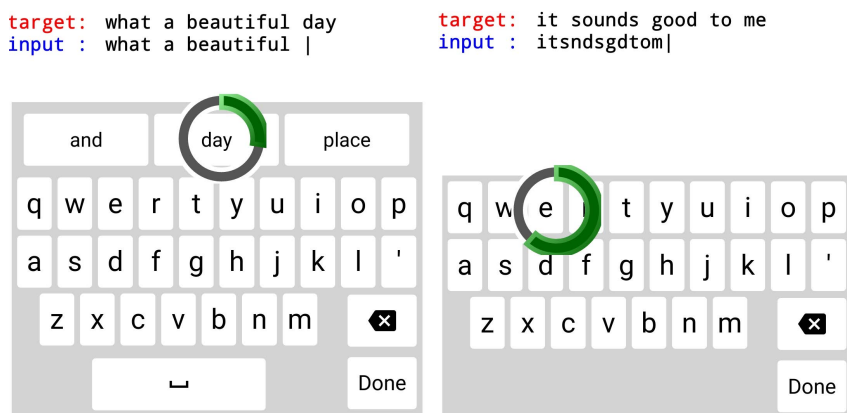 target: what a beautiful day
input : what a beautiful |
and day place
q w e r t y u i o p
a s d f g h j k l '
z x c v b n m
Done
target: it sounds good to me
input : itsndsgdtom|
q w e r t y u i o p
a s d f g h j k l '
z x c v b n m
Done